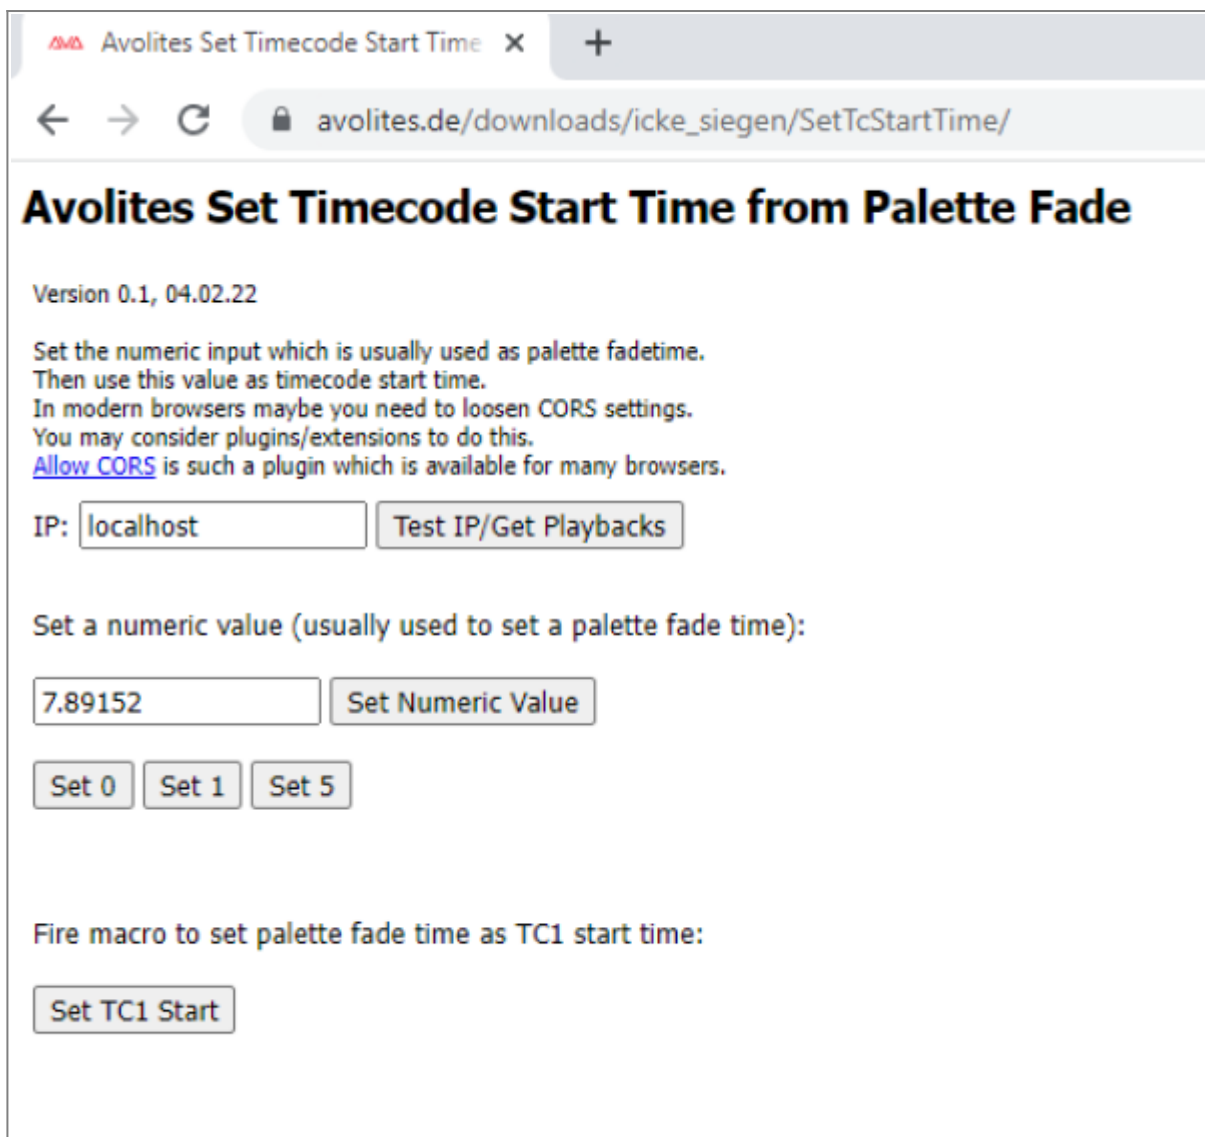 Avolites Set Timecode Start Time
avolites.de/downloads/icke_siegen/SetTcStartTime/
Avolites Set Timecode Start Time from Palette Fade
Version 0.1, 04.02.22
Set the numeric input which is usually used as palette fadetime.
Then use this value as timecode start time.
In modern browsers maybe you need to loosen CORS settings.
You may consider plugins/extensions to do this.
Allow CORS is such a plugin which is available for many browsers.
IP: localhost Test IP/Get Playbacks
Set a numeric value (usually used to set a palette fade time):
7.89152 Set Numeric Value
Set 0 Set 1 Set 5
Fire macro to set palette fade time as TC1 start time:
Set TC1 Start